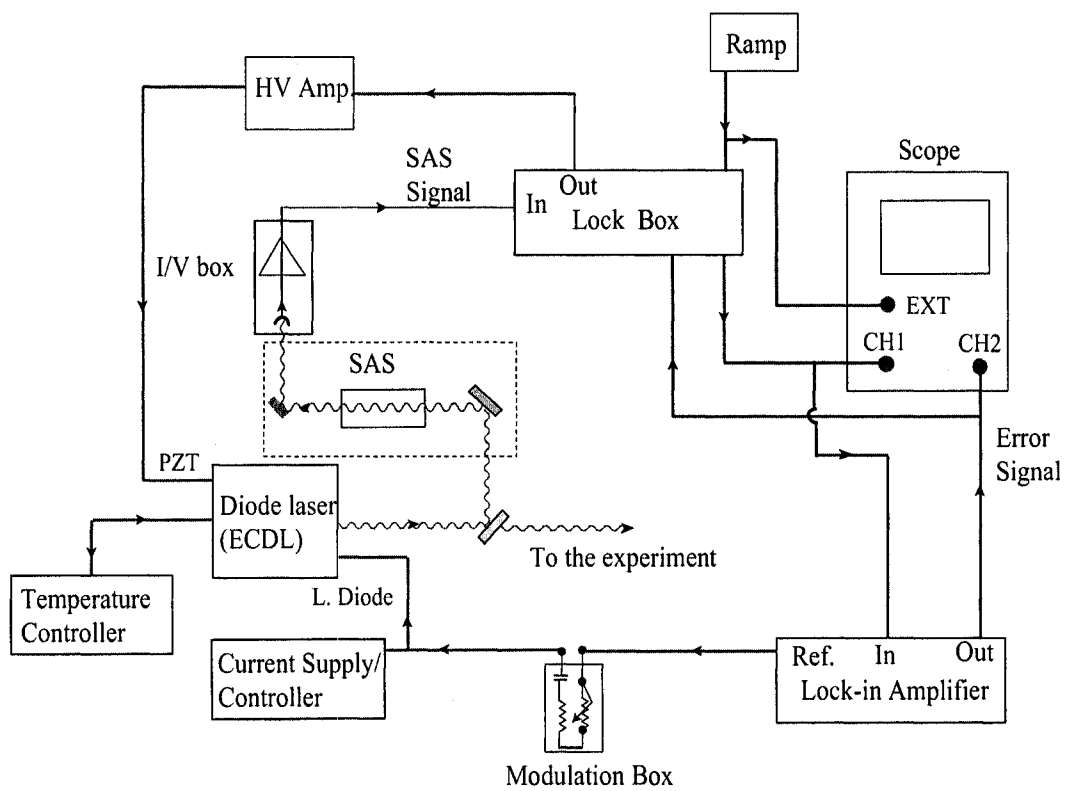 Ramp
HV Amp
Scope
SAS
Signal
Out
In
Lock Box
I/V box
EXT
CH1
CH2
SAS
PZT
Error
Signal
Diode laser
(ECDL)
To the experiment
Temperature
Controller
L. Diode
Current Supply/
Controller
Ref. In Out
Lock-in Amplifier
Modulation Box